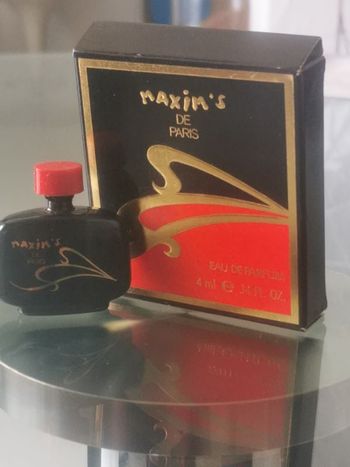 MAXIM'S
DE
PARIS
EAU DE PARFUM
4 ml ℮ .14 FL. OZ.
MAXIM'S
DE
PARIS